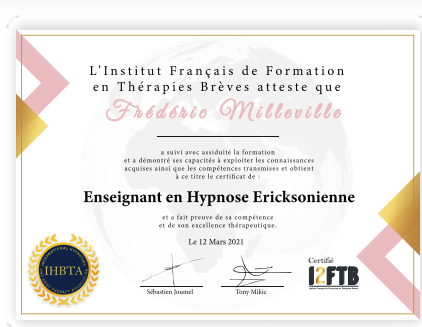 L'Institut Français de Formation
en Thérapies Brèves atteste que
Frédéric Milleville
a suivi avec assiduité la formation
et a démontré ses capacités à exploiter les connaissances
acquises ainsi que les compétences transmises et obtient
à ce titre le certificat de :
Enseignant en Hypnose Ericksonienne
et a fait preuve de sa compétence
et de son excellence thérapeutique.
Le 12 Mars 2021
IHBTA
Sébastien Joumel
Tony Mikic
Certifié
I2FTB